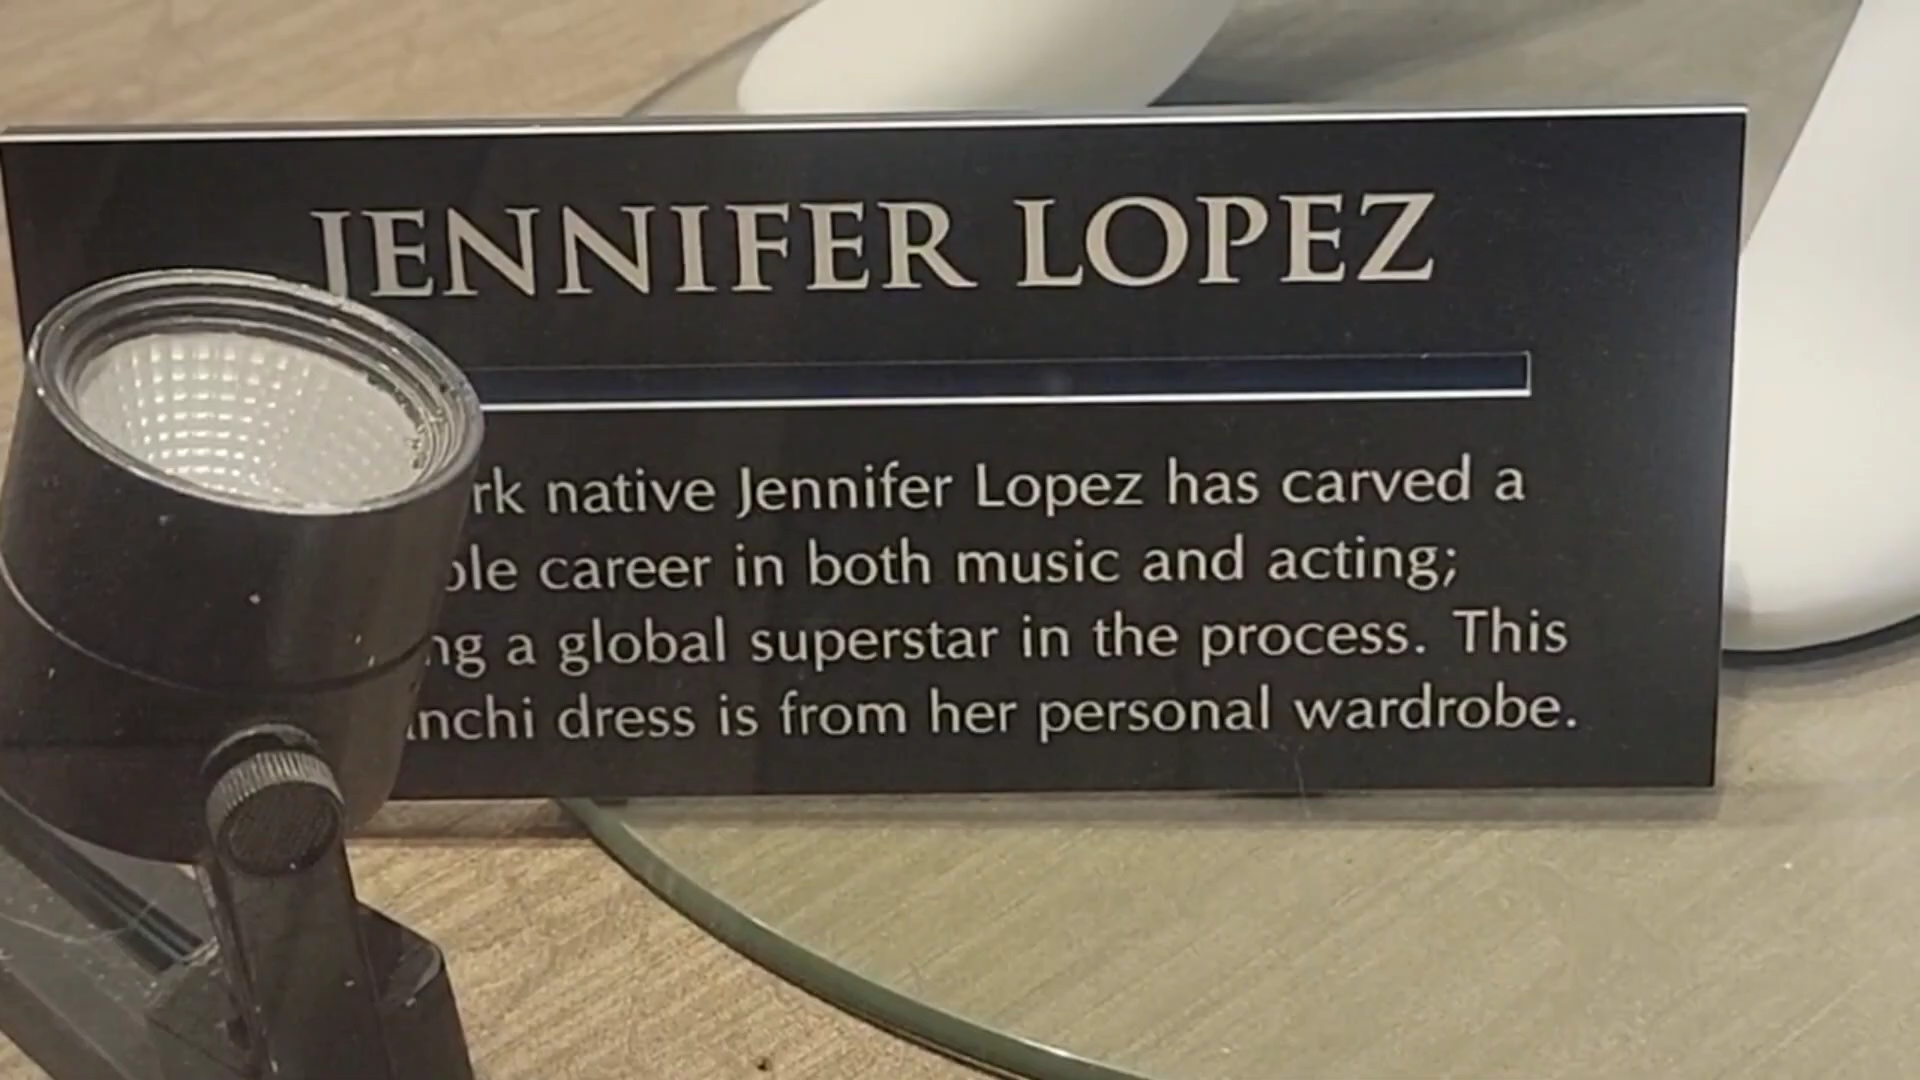 JENNIFER LOPEZ
native Jennifer Lopez has carved a
career in both music and acting;
a global superstar in the process. This
dress is from her personal wardrobe.